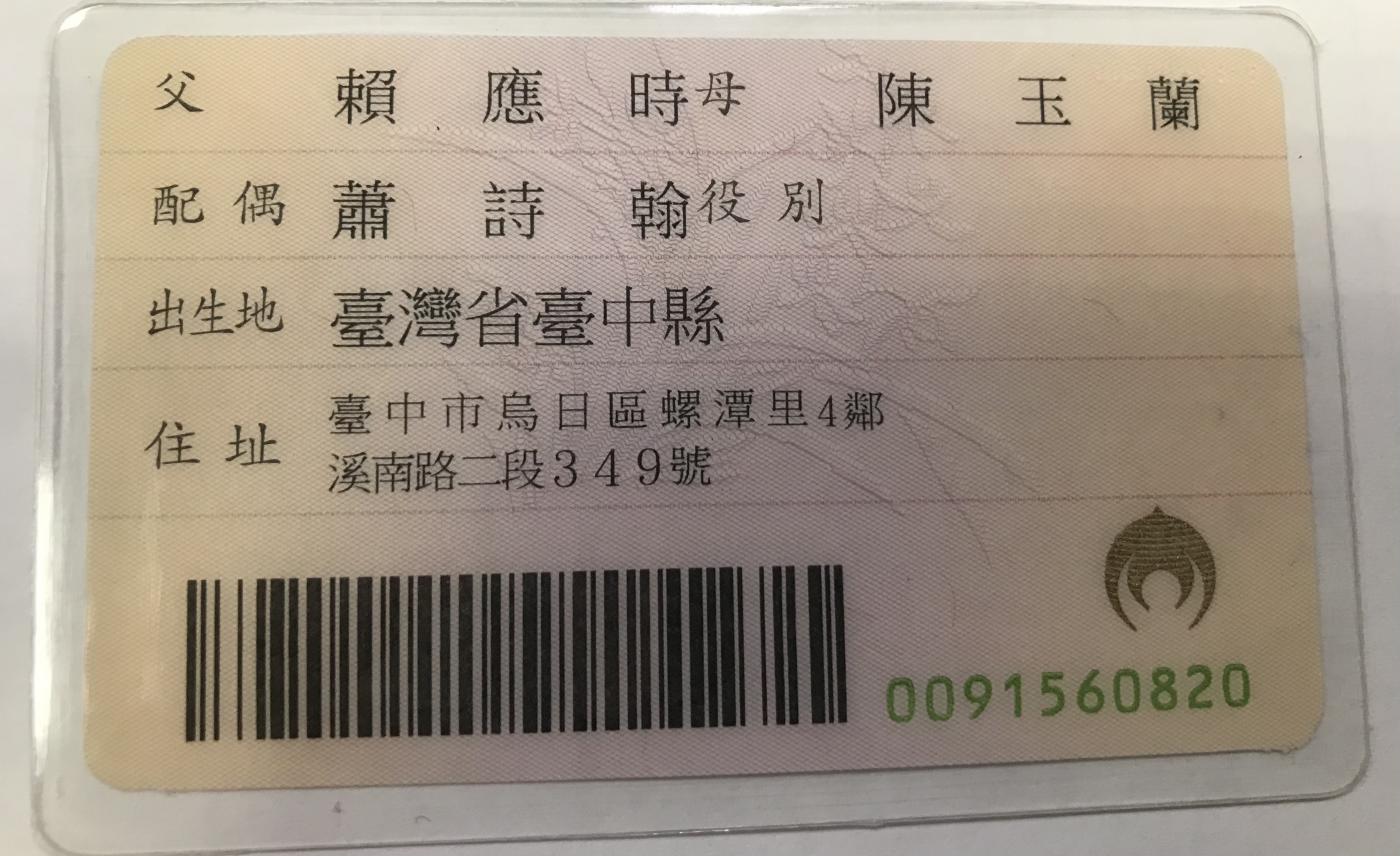 父 賴應時 母 陳玉蘭
配偶 蕭詩翰 役別
出生地 臺灣省臺中縣
住址 臺中市烏日區螺潭里4鄰
溪南路二段349號
0091560820